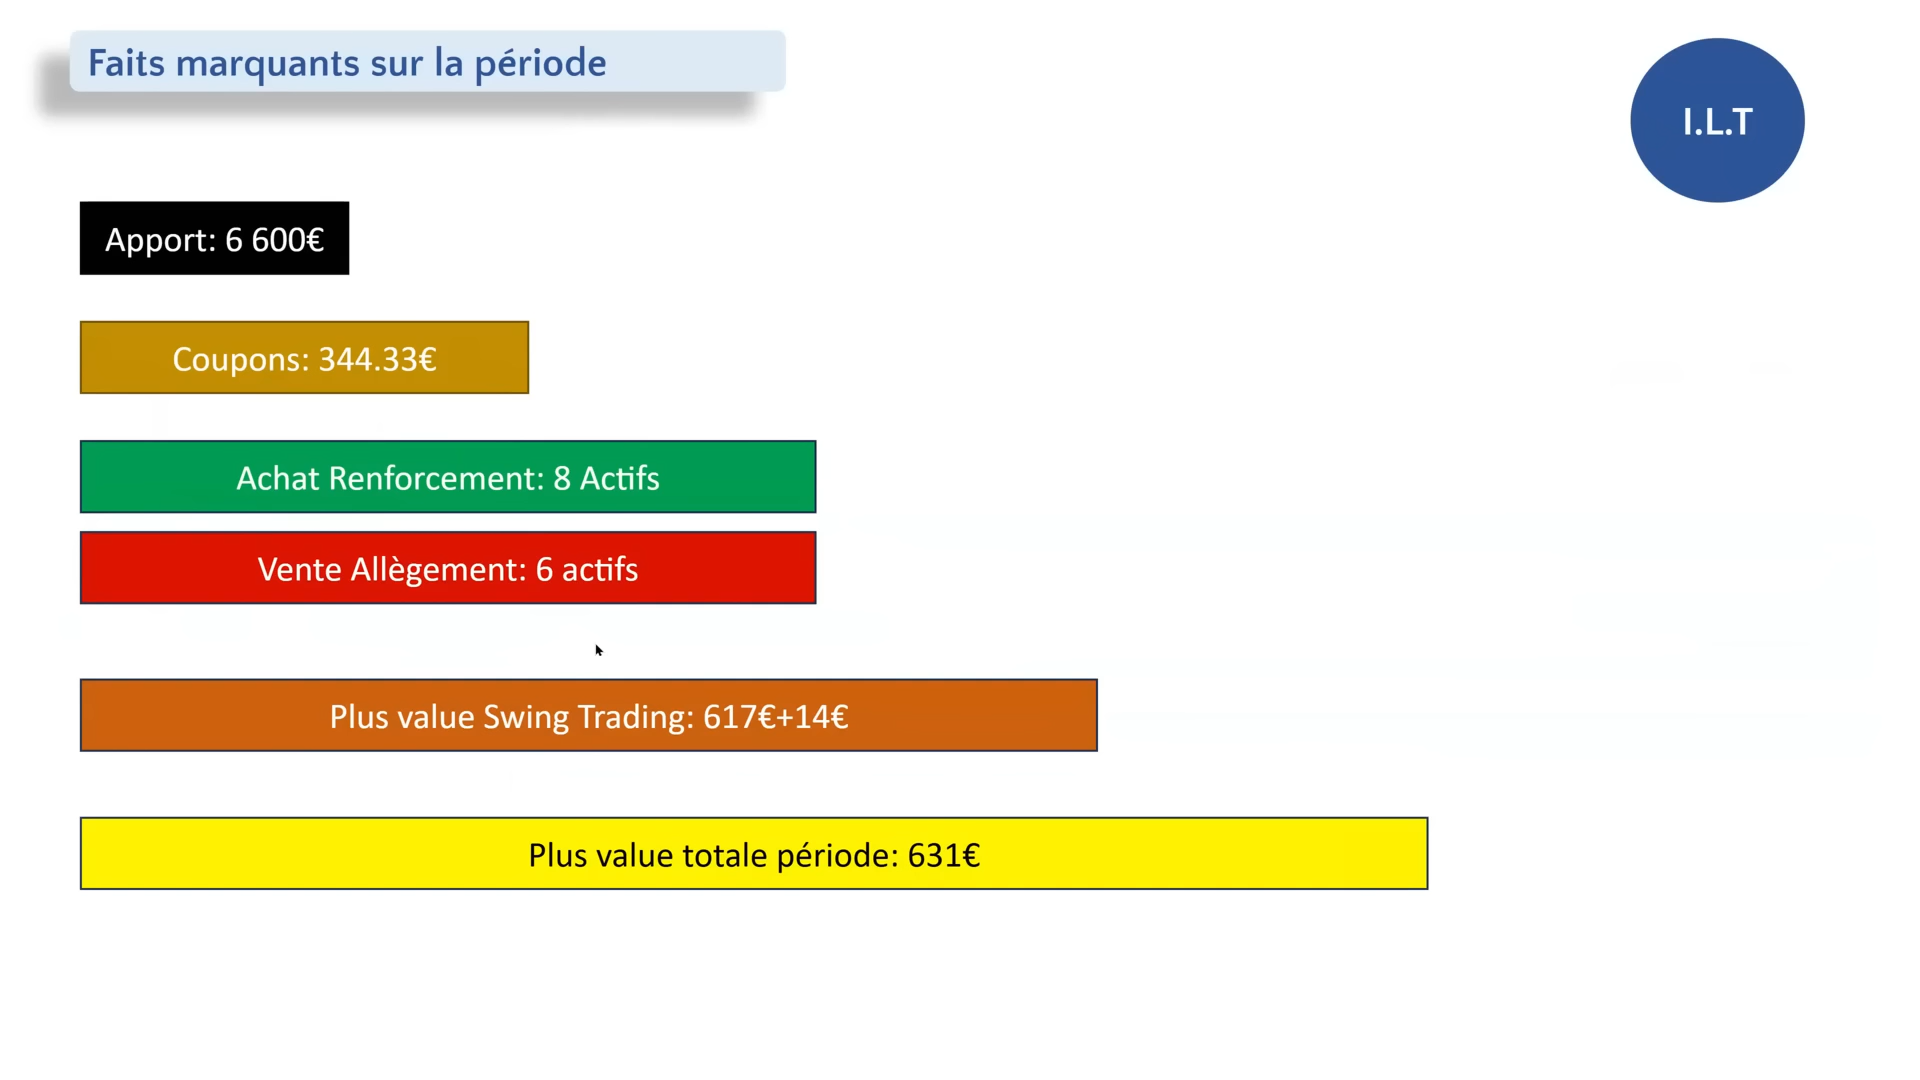 Faits marquants sur la période
I.L.T
Apport: 6 600€
Coupons: 344.33€
Achat Renforcement: 8 Actifs
Vente Allègement: 6 actifs
Plus value Swing Trading: 617€+14€
Plus value totale période: 631€